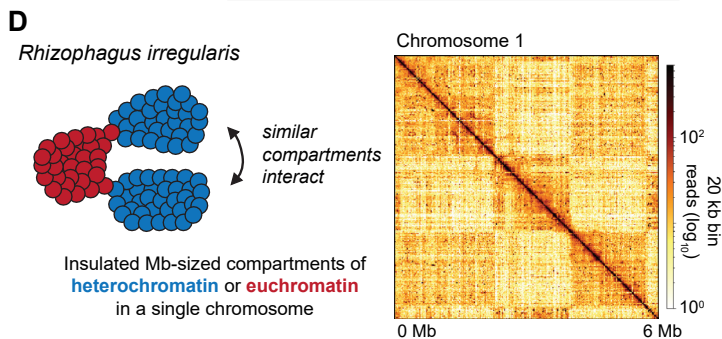 D
Rhizophagus irregularis
similar
compartments
interact
Insulated Mb-sized compartments of
heterochromatin or euchromatin
in a single chromosome
Chromosome 1
0 Mb
6 Mb
10²
10⁰
20 kb bin
reads (log₁₀)